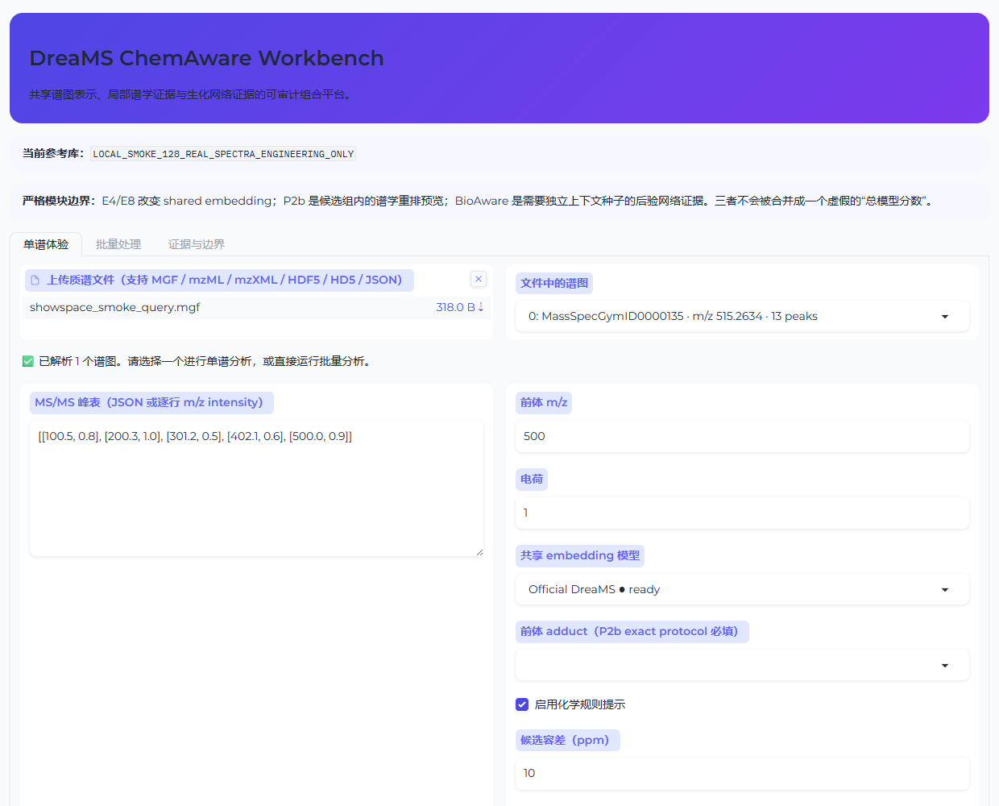 DreaMS ChemAware Workbench
共享谱图表示、局部谱学证据与生化网络证据的可审计组合平台。
当前参考库： LOCAL_SMOKE_128_REAL_SPECTRA_ENGINEERING_ONLY
严格模块边界：E4/E8 改变 shared embedding；P2b 是候选组内的谱学重排预览；BioAware 是需要独立上下文种子的后验网络证据。三者不会被合并成一个虚假的“总模型分数”。
单谱体验 批量处理 证据与边界
上传质谱文件（支持 MGF / mzML / mzXML / HDF5 / HD5 / JSON）
showspace_smoke_query.mgf 318.0 B ⇣
文件中的谱图
0: MassSpecGymID0000135 · m/z 515.2634 · 13 peaks
✅ 已解析 1 个谱图。请选择一个进行单谱分析，或直接运行批量分析。
MS/MS 峰表（JSON 或逐行 m/z intensity）
[[100.5, 0.8], [200.3, 1.0], [301.2, 0.5], [402.1, 0.6], [500.0, 0.9]]
前体 m/z
500
电荷
1
共享 embedding 模型
Official DreaMS ● ready
前体 adduct（P2b exact protocol 必填）
启用化学规则提示
候选容差（ppm）
10